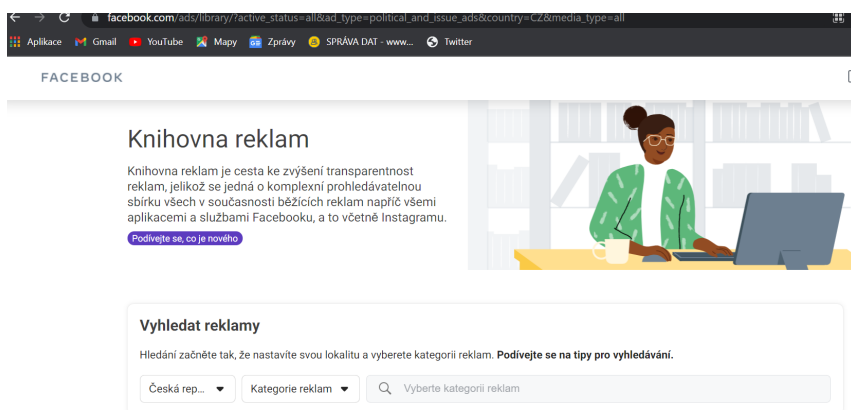 facebook.com/ads/library/?active_status=all&ad_type=political_and_issue_ads&country=CZ&media_type=all
Aplikace Gmail YouTube Mapy Zprávy SPRÁVA DAT - www... Twitter
FACEBOOK
Knihovna reklam
Knihovna reklam je cesta ke zvýšení transparentnost
reklam, jelikož se jedná o komplexní prohledávatelnou
sbírku všech v současnosti běžících reklam napříč všemi
aplikacemi a službami Facebooku, a to včetně Instagramu.
Podívejte se, co je nového
Vyhledat reklamy
Hledání začněte tak, že nastavíte svou lokalitu a vyberete kategorii reklam. Podívejte se na tipy pro vyhledávání.
Česká rep... Kategorie reklam Vyberte kategorii reklam